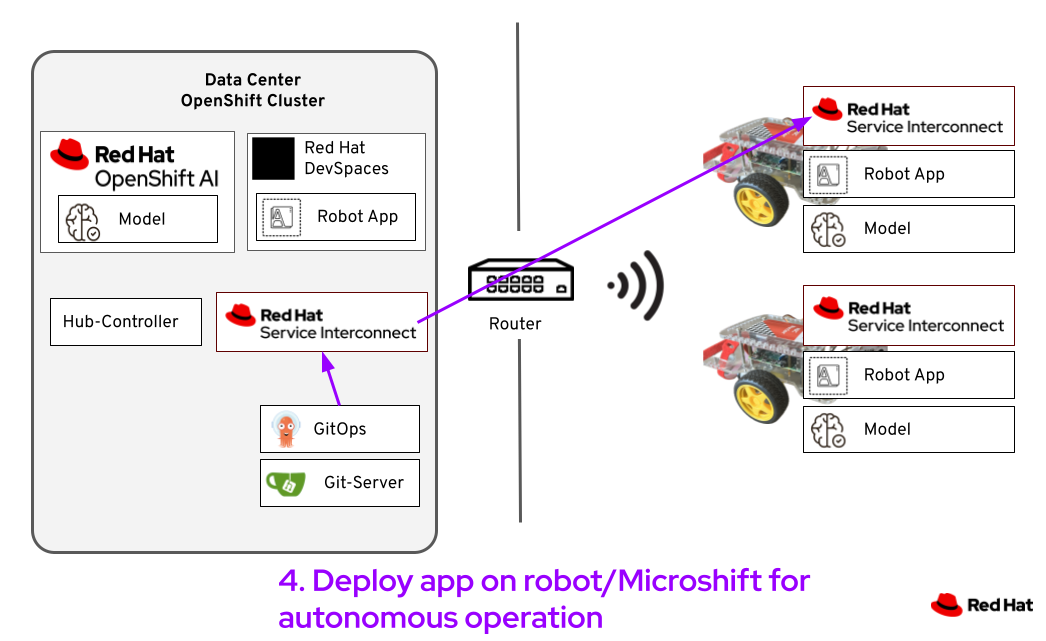 Data Center
OpenShift Cluster
Red Hat
OpenShift AI
Model
Red Hat
DevSpaces
Robot App
Hub-Controller
Red Hat
Service Interconnect
GitOps
Git-Server
Router
Red Hat
Service Interconnect
Robot App
Model
Red Hat
Service Interconnect
Robot App
Model
4. Deploy app on robot/Microshift for
autonomous operation
Red Hat